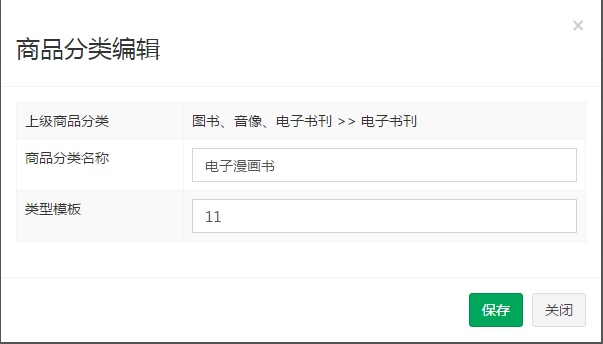 ×
商品分类编辑
上级商品分类 图书、音像、电子书刊 >> 电子书刊
商品分类名称 电子漫画书
类型模板 11
保存 关闭